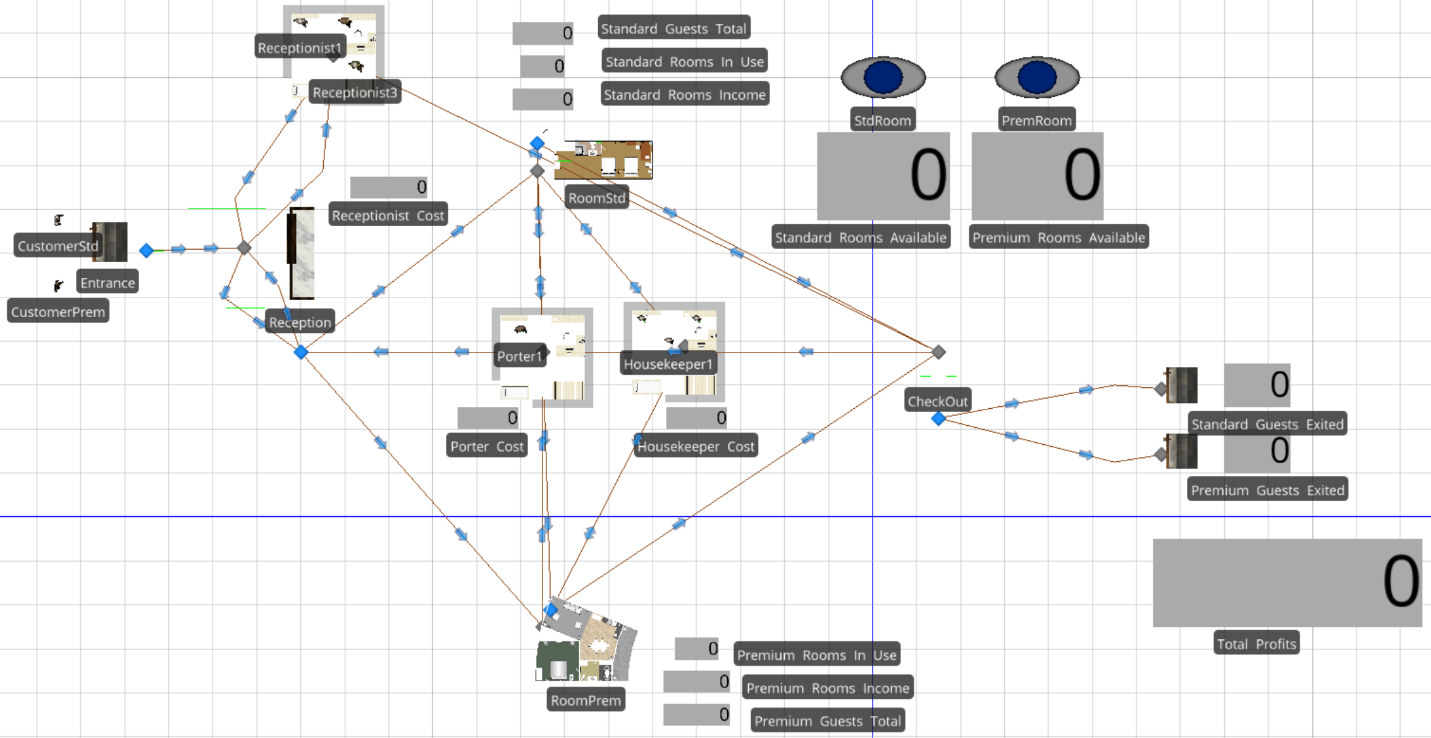 Receptionist1
Receptionist3
0
Standard Guests Total
0
Standard Rooms In Use
0
Standard Rooms Income
StdRoom
PremRoom
0
0
Standard Rooms Available
Premium Rooms Available
0
Receptionist Cost
RoomStd
CustomerStd
Entrance
CustomerPrem
Reception
Porter1
Housekeeper1
0
Porter Cost
0
Housekeeper Cost
CheckOut
0
Standard Guests Exited
0
Premium Guests Exited
0
Total Profits
RoomPrem
0
Premium Rooms In Use
0
Premium Rooms Income
0
Premium Guests Total